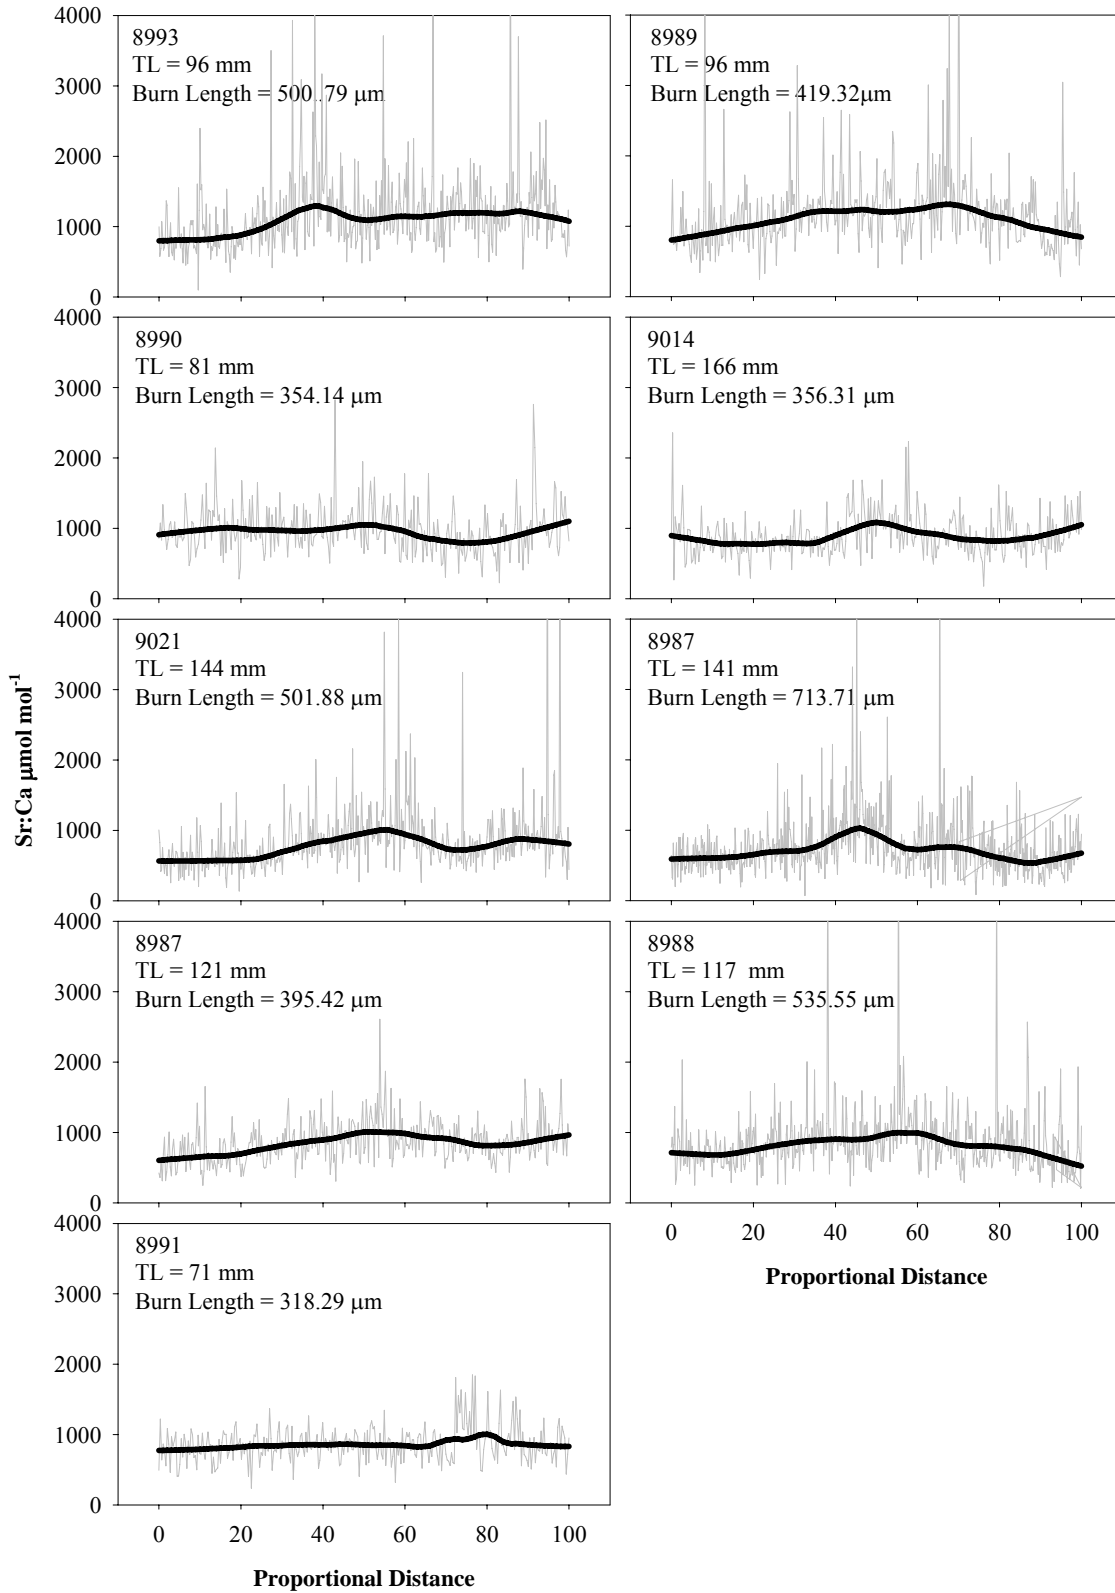 4000
3000
2000
1000
0
8993
TL = 96 mm
Burn Length = 500.79 μm
8989
TL = 96 mm
Burn Length = 419.32μm
4000
3000
2000
1000
0
8990
TL = 81 mm
Burn Length = 354.14 μm
9014
TL = 166 mm
Burn Length = 356.31 μm
Sr:Ca μmol mol⁻¹
4000
3000
2000
1000
0
9021
TL = 144 mm
Burn Length = 501.88 μm
8987
TL = 141 mm
Burn Length = 713.71 μm
4000
3000
2000
1000
0
8987
TL = 121 mm
Burn Length = 395.42 μm
8988
TL = 117 mm
Burn Length = 535.55 μm
0 20 40 60 80 100
Proportional Distance
4000
3000
2000
1000
0
8991
TL = 71 mm
Burn Length = 318.29 μm
0 20 40 60 80 100
Proportional Distance